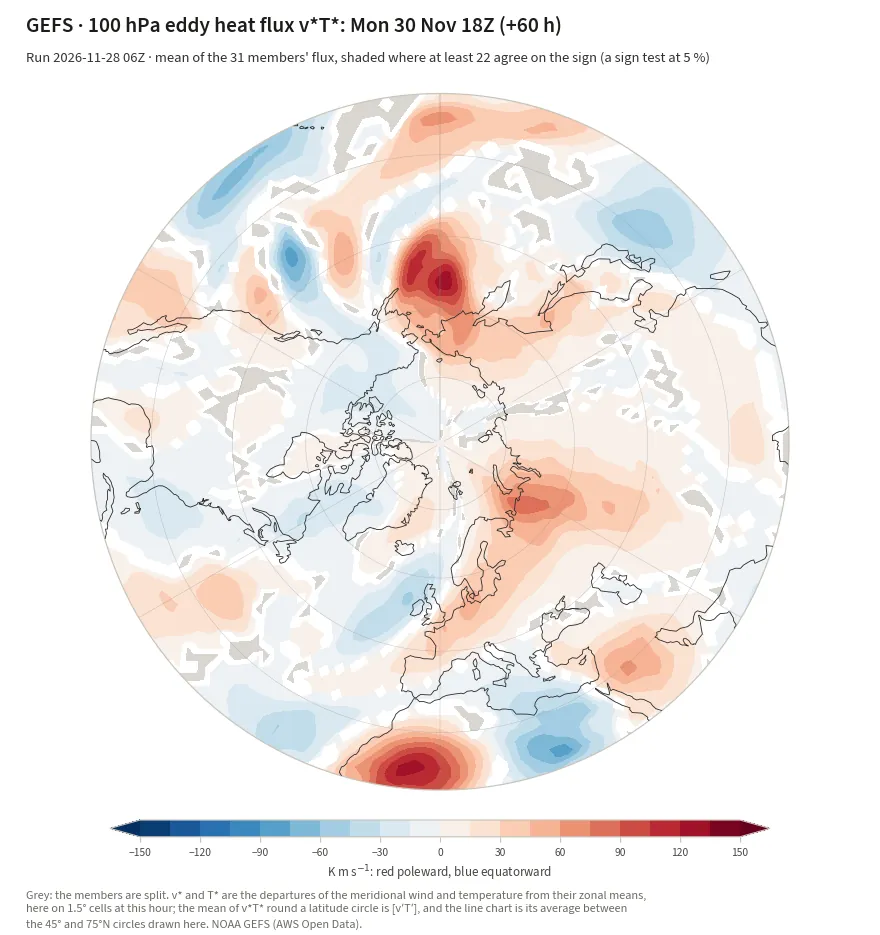 GEFS · 100 hPa eddy heat flux v*T*: Mon 30 Nov 18Z (+60 h)
Run 2026-11-28 06Z · mean of the 31 members' flux, shaded where at least 22 agree on the sign (a sign test at 5 %)
−150 −120 −90 −60 −30 0 30 60 90 120 150
K m s⁻¹: red poleward, blue equatorward
Grey: the members are split. v* and T* are the departures of the meridional wind and temperature from their zonal means,
here on 1.5° cells at this hour; the mean of v*T* round a latitude circle is [v′T′], and the line chart is its average between
the 45° and 75°N circles drawn here. NOAA GEFS (AWS Open Data).